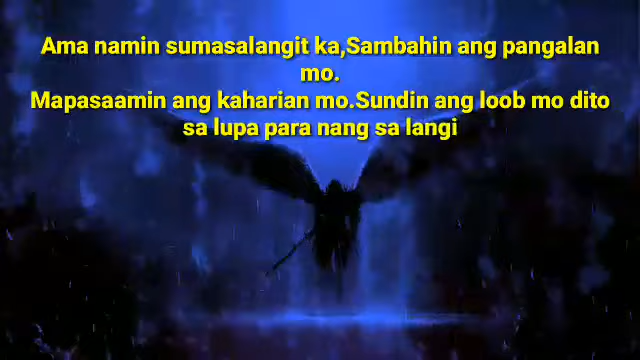 Ama namin sumasalangit ka,Sambahin ang pangalan
mo.
Mapasaamin ang kaharian mo.Sundin ang loob mo dito
sa lupa para nang sa langi